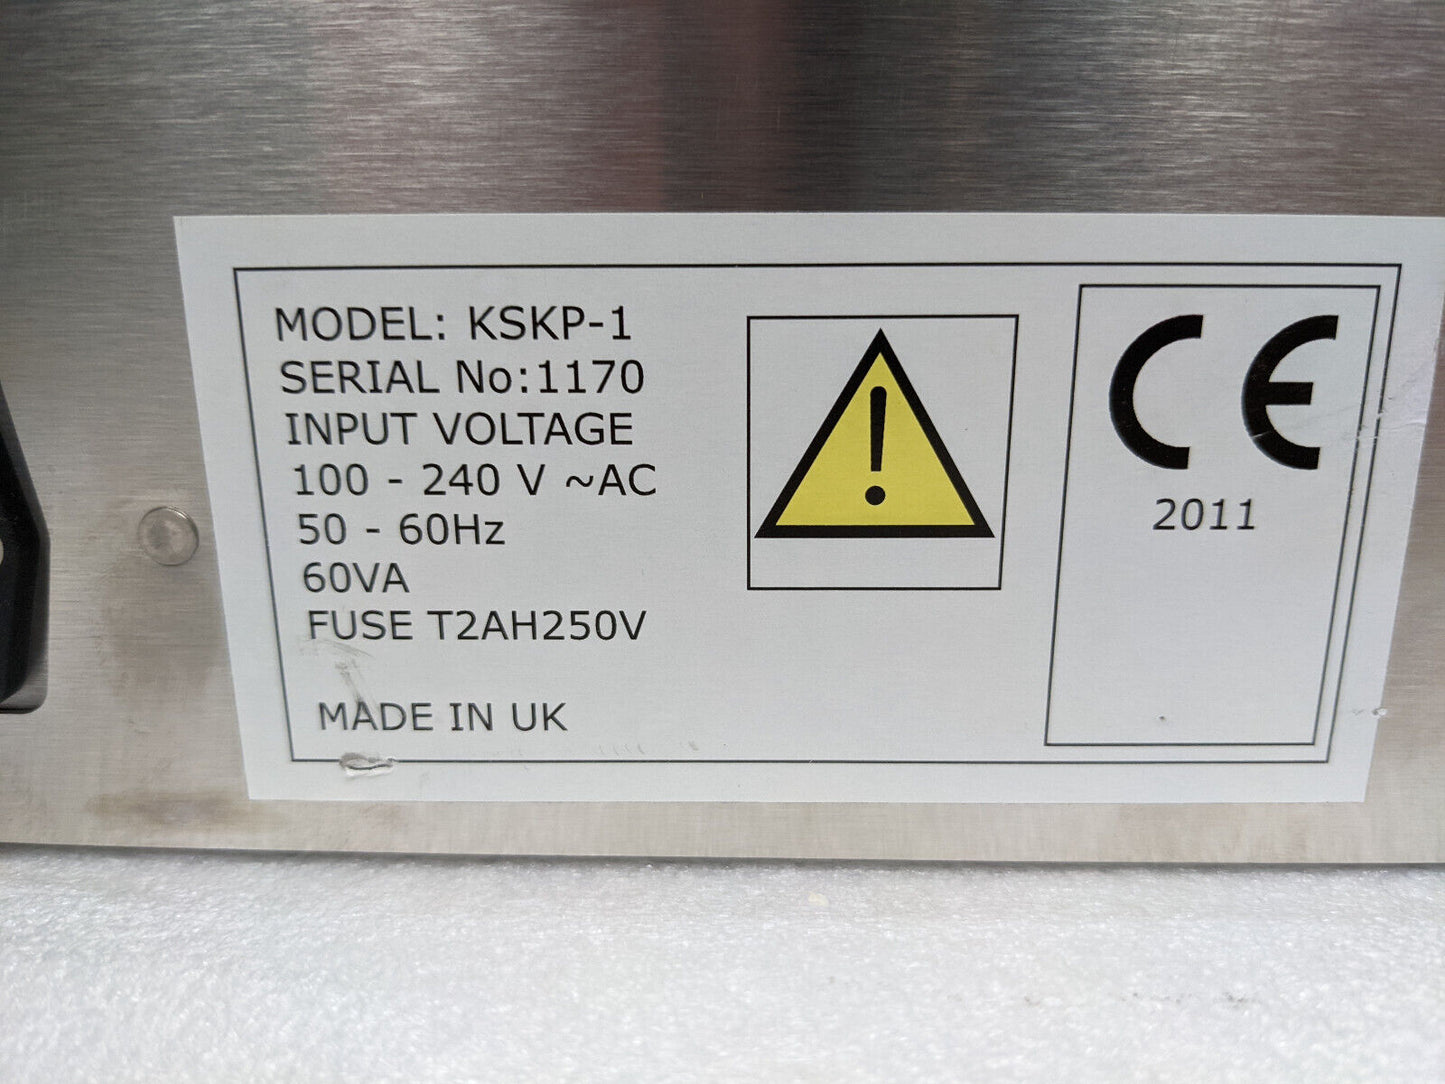 MODEL: KSKP-1
SERIAL No:1170
INPUT VOLTAGE
100 - 240 V ~AC
50 - 60Hz
60VA
FUSE T2AH250V
MADE IN UK
!
CE
2011